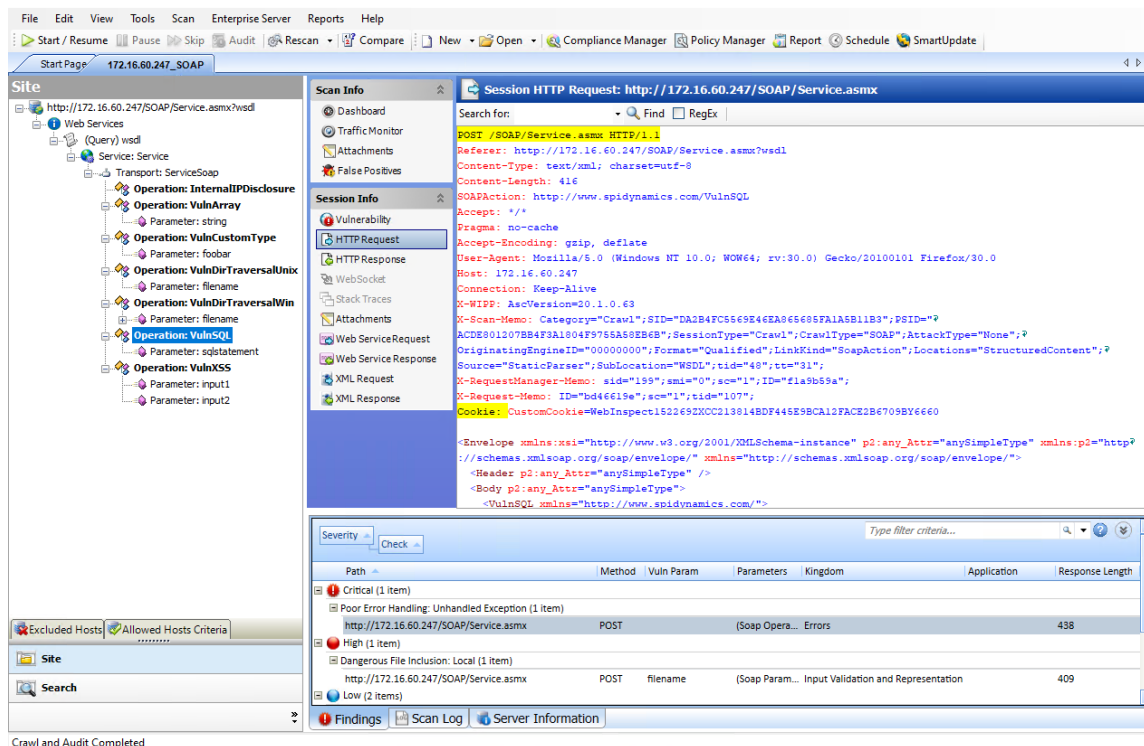 File Edit View Tools Scan Enterprise Server Reports Help
Start / Resume Pause Skip Audit Rescan Compare New Open Compliance Manager Policy Manager Report Schedule SmartUpdate
Start Page 172.16.60.247_SOAP
Site
http://172.16.60.247/SOAP/Service.asmx?wsdl
Web Services
(Query) wsdl
Service: Service
Transport: ServiceSoap
Operation: InternalIPDisclosure
Operation: VulnArray
Parameter: string
Operation: VulnCustomType
Parameter: foobar
Operation: VulnDirTraversalUnix
Parameter: filename
Operation: VulnDirTraversalWin
Parameter: filename
Operation: VulnSQL
Parameter: sqlstatement
Operation: VulnXSS
Parameter: input1
Parameter: input2
Excluded Hosts Allowed Hosts Criteria
Site
Search
Scan Info
Dashboard
Traffic Monitor
Attachments
False Positives
Session Info
Vulnerability
HTTP Request
HTTP Response
WebSocket
Stack Traces
Attachments
Web Service Request
Web Service Response
XML Request
XML Response
Session HTTP Request: http://172.16.60.247/SOAP/Service.asmx
Search for: Find RegEx
POST /SOAP/Service.asmx HTTP/1.1
Referer: http://172.16.60.247/SOAP/Service.asmx?wsdl
Content-Type: text/xml; charset=utf-8
Content-Length: 416
SOAPAction: http://www.spidynamics.com/VulnSQL
Accept: */*
Pragma: no-cache
Accept-Encoding: gzip, deflate
User-Agent: Mozilla/5.0 (Windows NT 10.0; WOW64; rv:30.0) Gecko/20100101 Firefox/30.0
Host: 172.16.60.247
Connection: Keep-Alive
X-WIPP: AscVersion=20.1.0.63
X-Scan-Memo: Category="Crawl";SID="DA2B4FC5569E46EA865685FA1A5B11B3";PSID="
ACDE801207BB4F3A1804F9755A58EB6B";SessionType="Crawl";CrawlType="SOAP";AttackType="None";
OriginatingEngineID="00000000";Format="Qualified";LinkKind="SoapAction";Locations="StructuredContent";
Source="StaticParser";SubLocation="WSDL";tid="48";tt="31";
X-RequestManager-Memo: sid="199";smi="0";sc="1";ID="f1a9b59a";
X-Request-Memo: ID="bd46619e";sc="1";tid="107";
Cookie: CustomCookie=WebInspect152269ZXCC213814BDF445E9BCA12FACE2B6709BY6660
<Envelope xmlns:xsi="http://www.w3.org/2001/XMLSchema-instance" p2:any_Attr="anySimpleType" xmlns:p2="http
://schemas.xmlsoap.org/soap/envelope/" xmlns="http://schemas.xmlsoap.org/soap/envelope/">
<Header p2:any_Attr="anySimpleType" />
<Body p2:any_Attr="anySimpleType">
<VulnSQL xmlns="http://www.spidynamics.com/">
Severity
Check
Type filter criteria...
Path Method Vuln Param Parameters Kingdom Application Response Length
Critical (1 item)
Poor Error Handling: Unhandled Exception (1 item)
http://172.16.60.247/SOAP/Service.asmx POST (Soap Opera... Errors 438
High (1 item)
Dangerous File Inclusion: Local (1 item)
http://172.16.60.247/SOAP/Service.asmx POST filename (Soap Param... Input Validation and Representation 409
Low (2 items)
Findings Scan Log Server Information
Crawl and Audit Completed